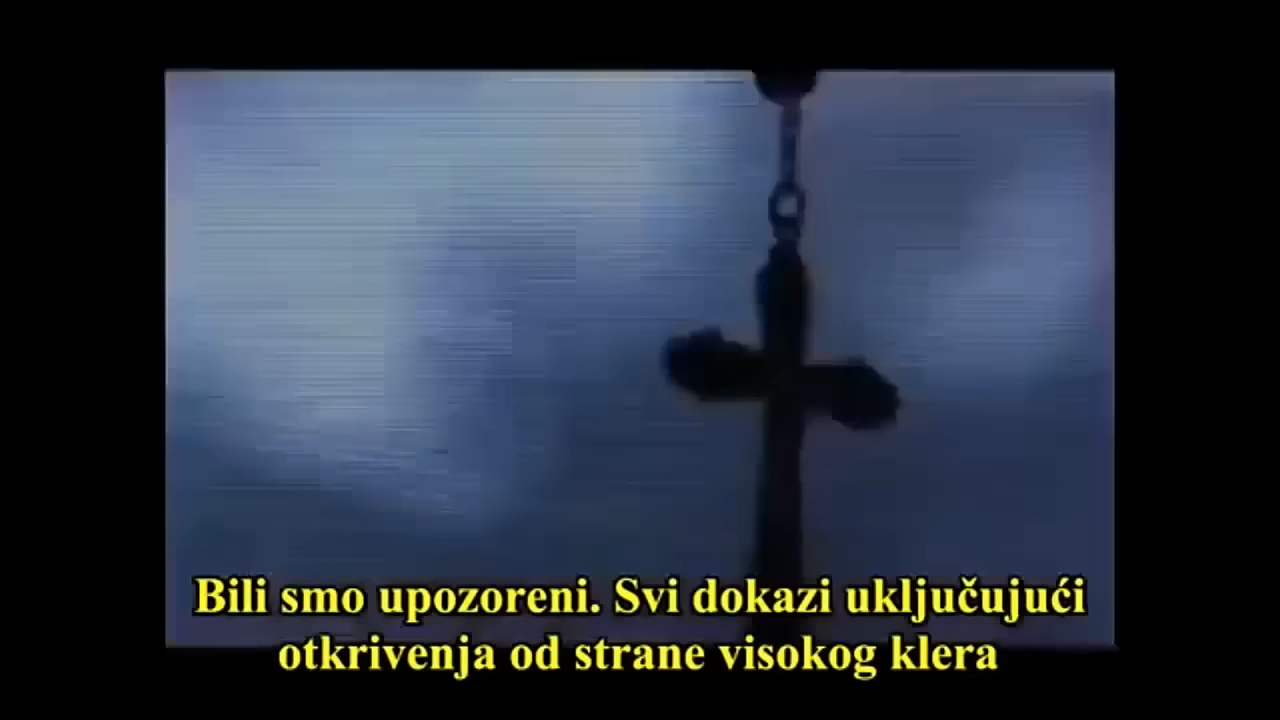 Bili smo upozoreni. Svi dokazi uključujući
otkrivenja od strane visokog klera